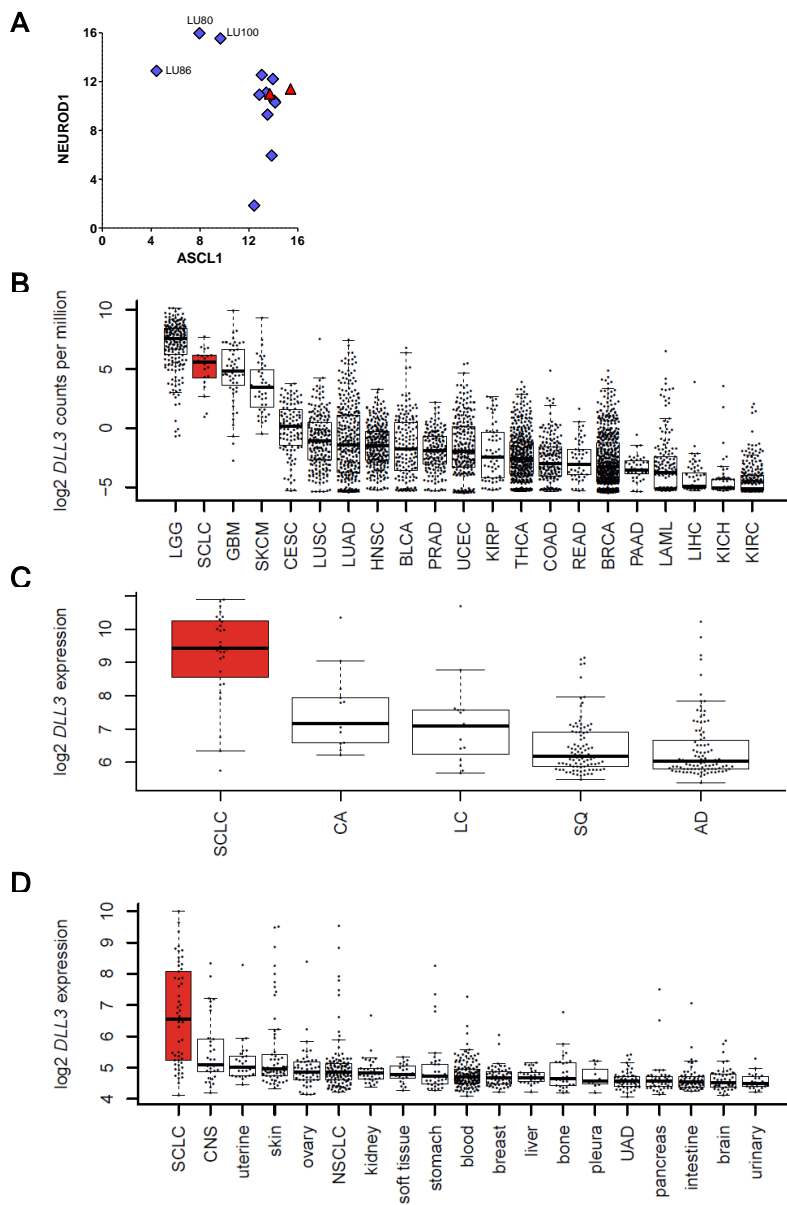 A
NEUROD1
16
12
8
4
0
LU80
LU100
LU86
0 4 8 12 16
ASCL1
B
log2 DLL3 counts per million
10
5
0
−5
LGG SCLC GBM SKCM CESC LUSC LUAD HNSC BLCA PRAD UCEC KIRP THCA COAD READ BRCA PAAD LAML LIHC KICH KIRC
C
log2 DLL3 expression
10
9
8
7
6
SCLC CA LC SQ AD
D
log2 DLL3 expression
10
9
8
7
6
5
4
SCLC CNS uterine skin ovary NSCLC kidney soft tissue stomach blood breast liver bone pleura UAD pancreas intestine brain urinary